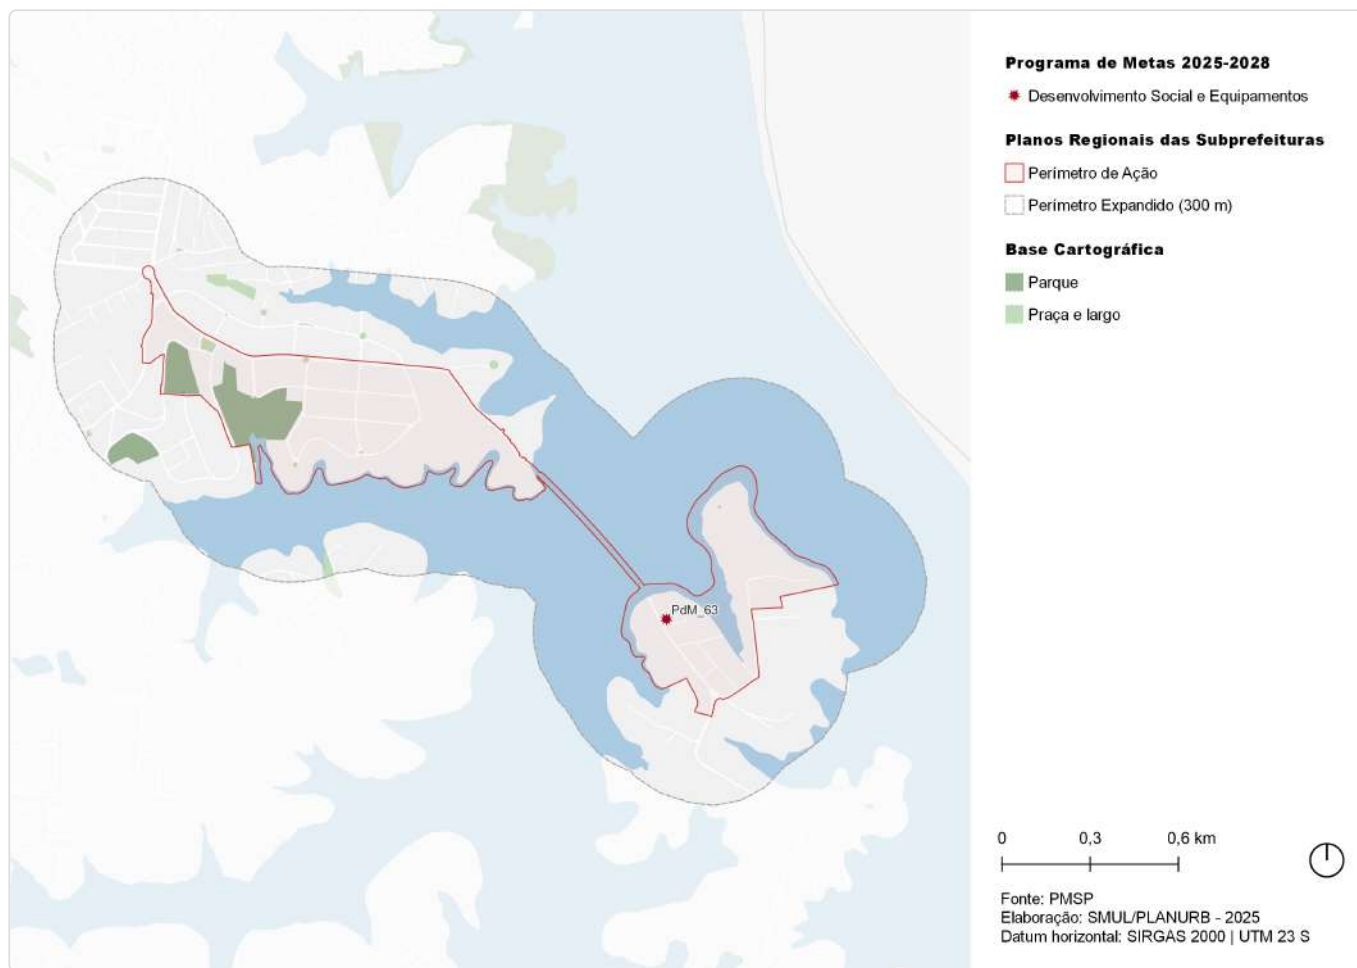 PdM_63
Programa de Metas 2025-2028
Desenvolvimento Social e Equipamentos
Planos Regionais das Subprefeituras
Perímetro de Ação
Perímetro Expandido (300 m)
Base Cartográfica
Parque
Praça e largo
0 0,3 0,6 km
Fonte: PMSP
Elaboração: SMUL/PLANURB - 2025
Datum horizontal: SIRGAS 2000 | UTM 23 S